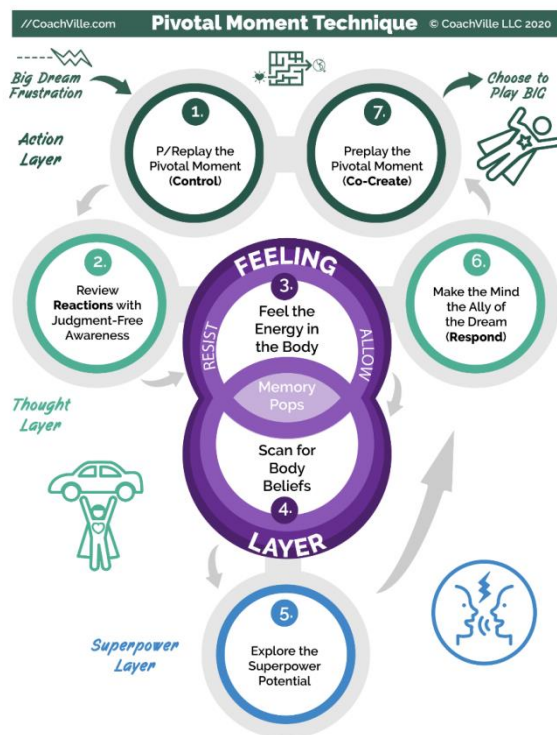 //CoachVille.com Pivotal Moment Technique © CoachVille LLC 2020
Big Dream
Frustration
Choose to
Play BIG
Action
Layer
1.
P/Replay the
Pivotal Moment
(Control)
7.
Preplay the
Pivotal Moment
(Co-Create)
2.
Review
Reactions with
Judgment-Free
Awareness
FEELING
3.
Feel the
Energy in
the Body
RESIST
ALLOW
6.
Make the Mind
the Ally of
the Dream
(Respond)
Memory
Pops
Thought
Layer
Scan for
Body
Beliefs
4.
LAYER
Superpower
Layer
5.
Explore the
Superpower
Potential